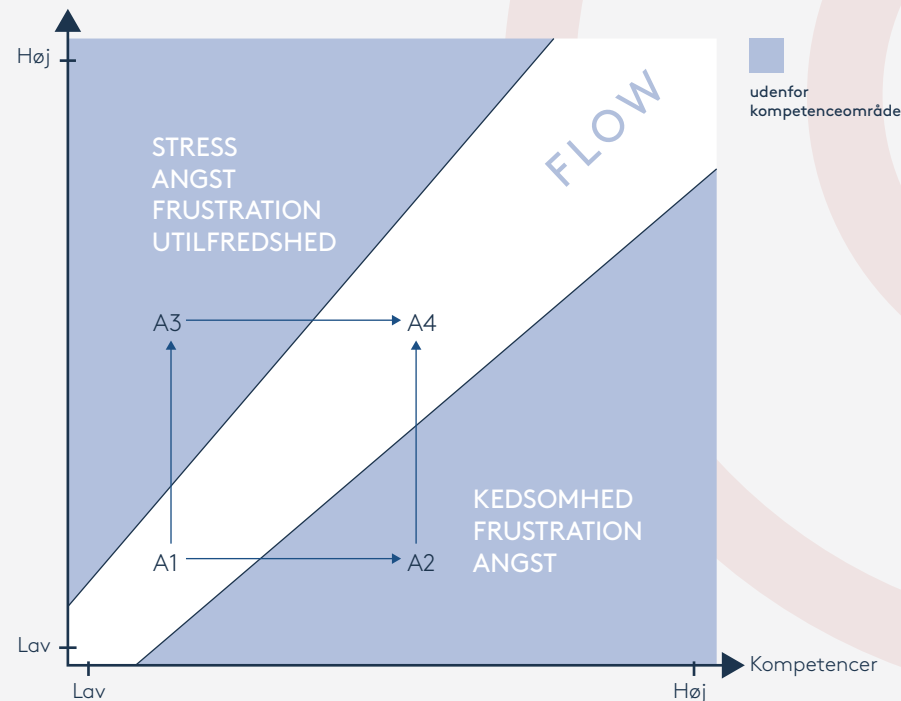 Høj
udenfor
kompetenceområde
FLOW
STRESS
ANGST
FRUSTRATION
UTILFREDSHED
A3
A4
KEDSOMHED
FRUSTRATION
ANGST
A1
A2
Lav
Kompetencer
Lav
Høj